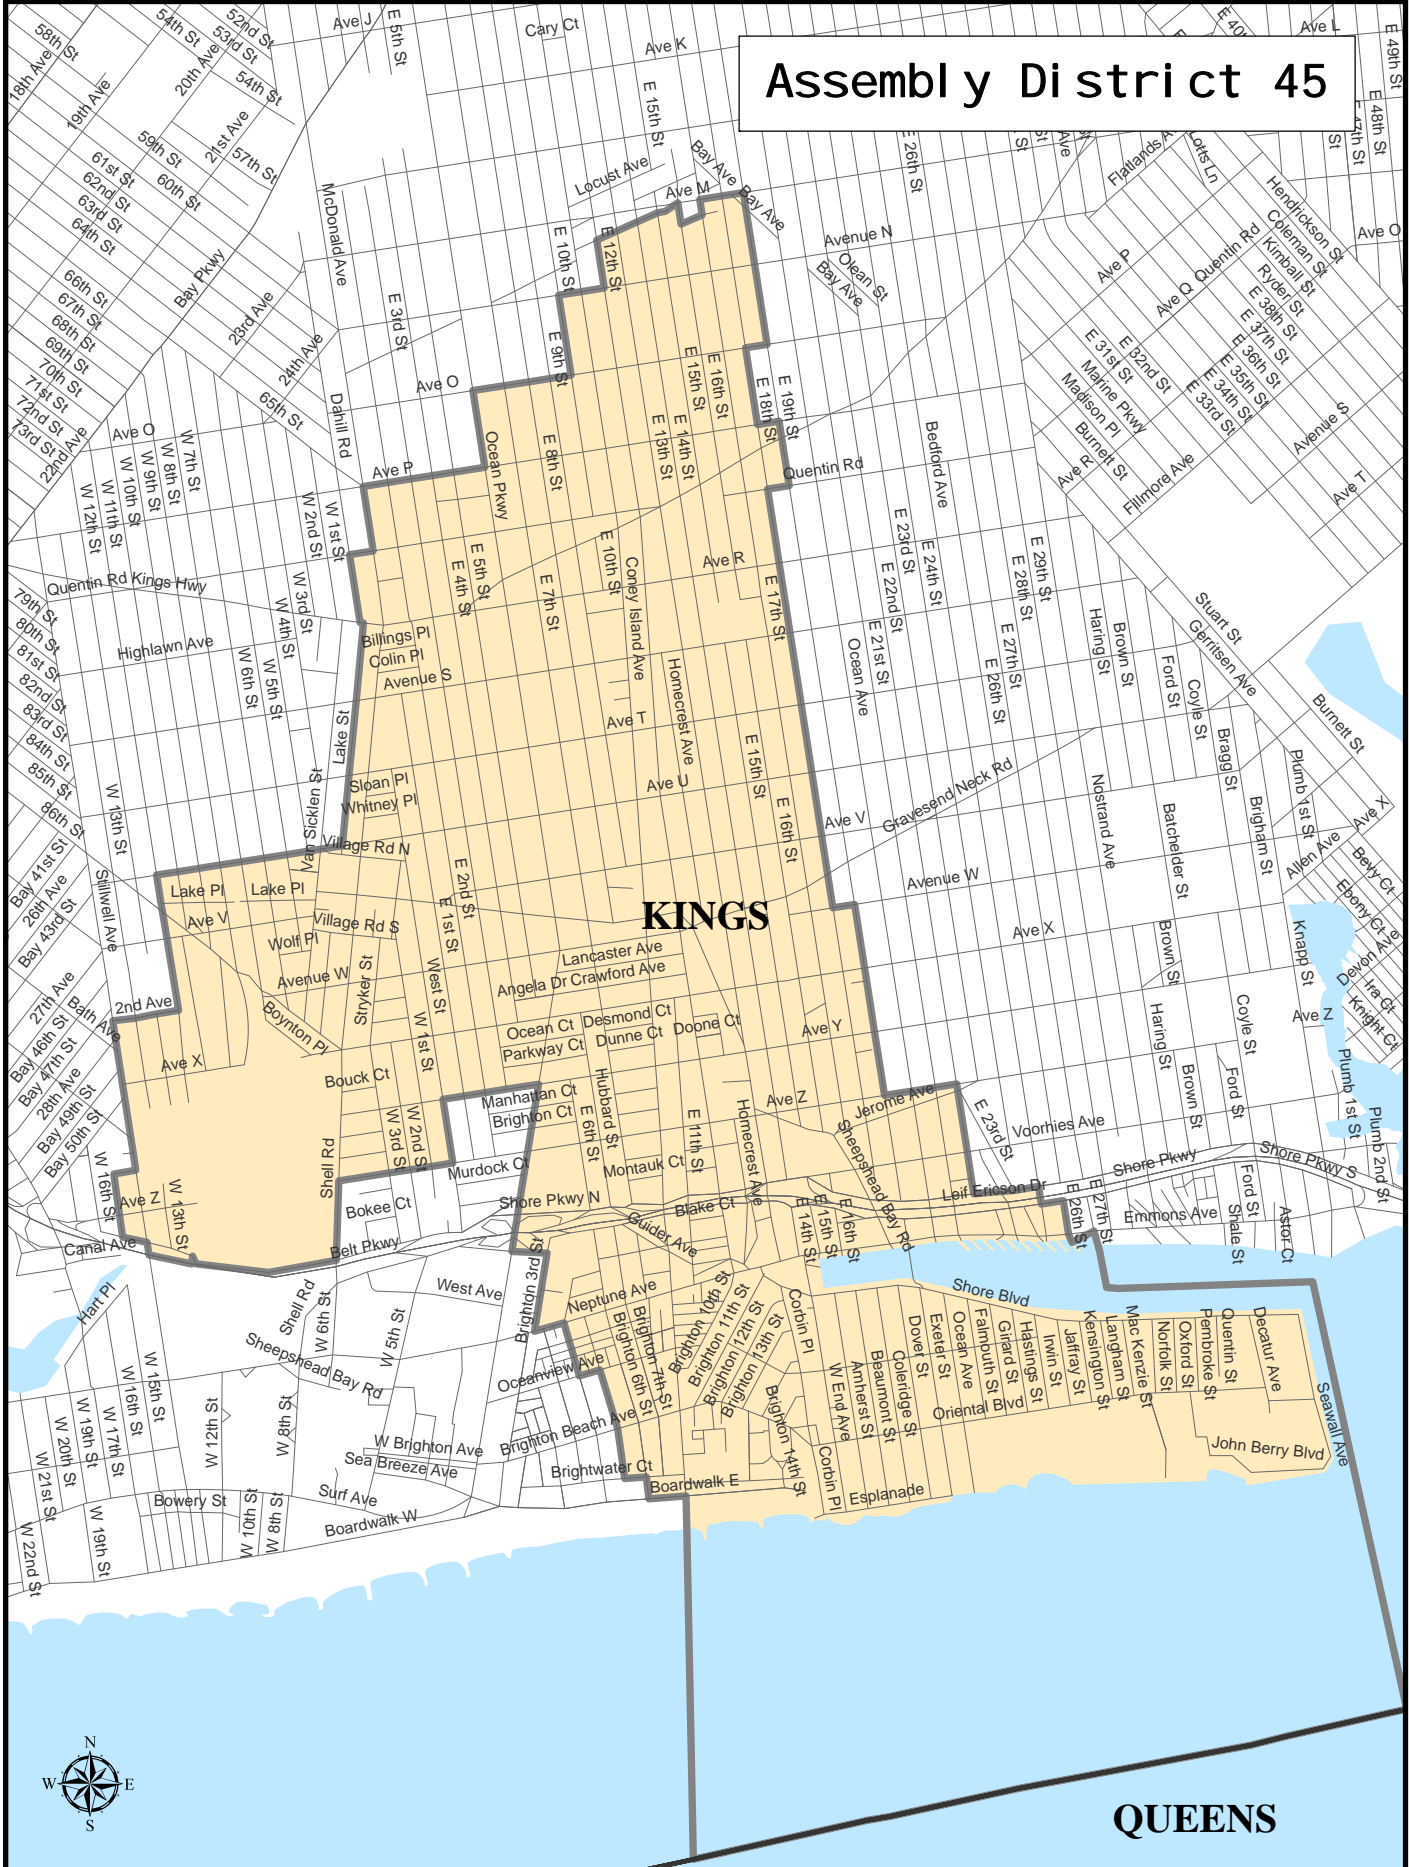 Assembly District 45
58th St
54th St
52nd St
53rd St
20th Ave
54th St
18th Ave
19th Ave
21st Ave
59th St
57th St
61st St
60th St
62nd St
63rd St
64th St
Ave J
E 5th St
Cary Ct
Ave K
E 15th St
Ave L
E 49th St
E 48th St
E 26th St
Flatlands A
Lotts Ln
Locust Ave
Bay Ave
Ave M
Bay Ave
McDonald Ave
E 10th St
E 12th St
Avenue N
Olean St
Bay Ave
Hendrickson St
Coleman St
Kimball St
Ryder St
E 38th St
E 37th St
E 36th St
E 35th St
E 34th St
E 33rd St
Ave O
Quentin Rd
Ave P
Ave Q
66th St
67th St
68th St
69th St
70th St
71st St
72nd St
73rd St
22nd Ave
Bay Pkwy
23rd Ave
24th Ave
65th St
E 3rd St
E 9th St
Ave O
Dahill Rd
E 15th St
E 16th St
E 18th St
E 19th St
E 13th St
E 14th St
E 31st St
E 32nd St
Marine Pkwy
Madison Pl
Burnett St
Ave R
Fillmore Ave
Avenue S
Ave T
Ave O
W 7th St
W 8th St
W 9th St
W 10th St
W 11th St
W 12th St
Ave P
Ocean Pkwy
E 8th St
Quentin Rd
Bedford Ave
W 2nd St
W 1st St
E 23rd St
E 24th St
E 22nd St
E 29th St
E 28th St
Quentin Rd Kings Hwy
W 3rd St
W 4th St
E 5th St
E 4th St
E 7th St
E 10th St
Coney Island Ave
Ave R
E 17th St
79th St
80th St
81st St
82nd St
83rd St
84th St
85th St
86th St
Highlawn Ave
W 6th St
W 5th St
Billings Pl
Colin Pl
Avenue S
Homecrest Ave
Ocean Ave
E 21st St
E 27th St
E 26th St
Haring St
Brown St
Ford St
Coyle St
Stuart St
Gerritsen Ave
Burnett St
Lake St
Ave T
E 15th St
Bragg St
Plumb 1st St
Sloan Pl
Whitney Pl
Ave U
Gravesend Neck Rd
Nostrand Ave
Batchelder St
Brigham St
Ave X
W 13th St
Van Sicklen St
Village Rd N
E 16th St
Ave V
Allen Ave
Bevy Ct
Ebony Ct
Devon Ave
Ira Ct
Knight Ct
Bay 41st St
26th Ave
Bay 43rd St
Stillwell Ave
Lake Pl
Lake Pl
Ave V
Village Rd S
Wolf Pl
E 2nd St
E 1st St
KINGS
Avenue W
Ave X
Knapp St
Lancaster Ave
Angela Dr
Crawford Ave
Avenue W
Stryker St
West St
Brown St
27th Ave
Bath Ave
2nd Ave
Boynton Pl
Bay 46th St
Bay 47th St
28th Ave
Bay 49th St
Bay 50th St
Ave X
W 1st St
Ocean Ct
Desmond Ct
Parkway Ct
Dunne Ct
Doone Ct
Ave Y
Haring St
Coyle St
Ave Z
Bouck Ct
Manhattan Ct
Brighton Ct
Hubbard St
E 6th St
E 11th St
Homecrest Ave
Ave Z
Jerome Ave
E 23rd St
Voorhies Ave
Brown St
Ford St
Plumb 1st St
Plumb 2nd St
W 3rd St
W 2nd St
Murdock Ct
Montauk Ct
Sheepshead Bay Rd
Shore Pkwy
Shore Pkwy S
Shell Rd
W 16th St
Ave Z
W 13th St
Bokee Ct
Shore Pkwy N
Blake Ct
Leif Ericson Dr
E 14th St
E 15th St
E 16th St
E 26th St
E 27th St
Emmons Ave
Ford St
Shale St
Astor Ct
Canal Ave
Belt Pkwy
Guider Ave
Hart Pl
Shell Rd
W 6th St
West Ave
W 5th St
Brighton 3rd St
Neptune Ave
Shore Blvd
Brighton 10th St
Brighton 11th St
Brighton 12th St
Brighton 13th St
Corbin Pl
Brighton 7th St
Brighton 6th St
Dover St
Exeter St
Ocean Ave
Falmouth St
Girard St
Hastings St
Irwin St
Jaffray St
Kensington St
Langham St
Mac Kenzie St
Norfolk St
Oxford St
Pembroke St
Quentin St
Decatur Ave
Sheepshead Bay Rd
Oceanview Ave
W End Ave
Amherst St
Beaumont St
Coleridge St
Oriental Blvd
Seawall Ave
John Berry Blvd
W 15th St
W 16th St
W 17th St
W 19th St
W 20th St
W 21st St
W 12th St
W 8th St
W Brighton Ave
Sea Breeze Ave
Brighton Beach Ave
Brightwater Ct
Brighton 14th St
Corbin Pl
Boardwalk E
Esplanade
Surf Ave
Bowery St
Boardwalk W
W 10th St
W 8th St
W 19th St
W 22nd St
N
W
E
S
QUEENS